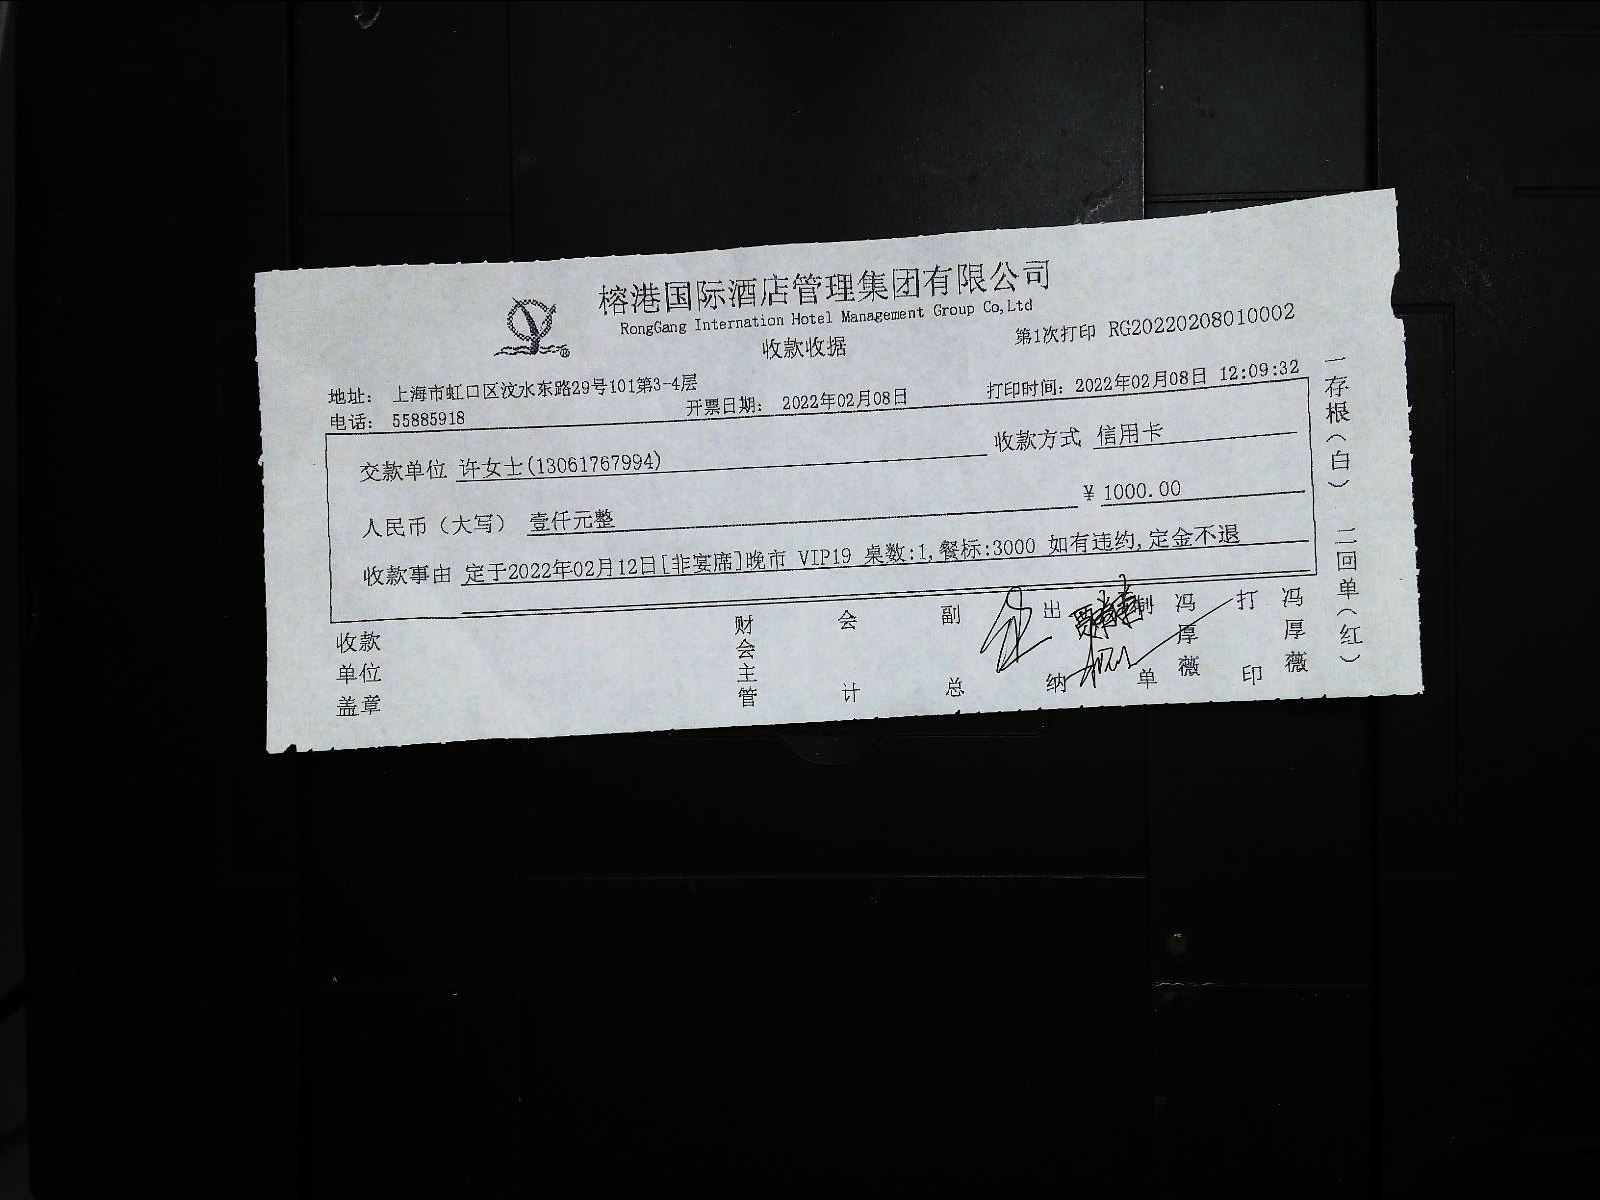 榕港国际酒店管理集团有限公司
RongGang Internation Hotel Management Group Co,Ltd
收款收据
第1次打印 RG20220208010002
地址： 上海市虹口区汶水东路29号101第3-4层
电话： 55885918
开票日期： 2022年02月08日
打印时间： 2022年02月08日 12:09:32
交款单位 许女士(13061767994)
收款方式 信用卡
人民币（大写） 壹仟元整
¥ 1000.00
收款事由 定于2022年02月12日[非宴席]晚市 VIP19 桌数:1,餐标:3000 如有违约,定金不退
收款单位盖章
财会主管
会计
副总
出纳
制单
冯厚薇
打印
冯厚薇
一存根（白） 二回单（红）